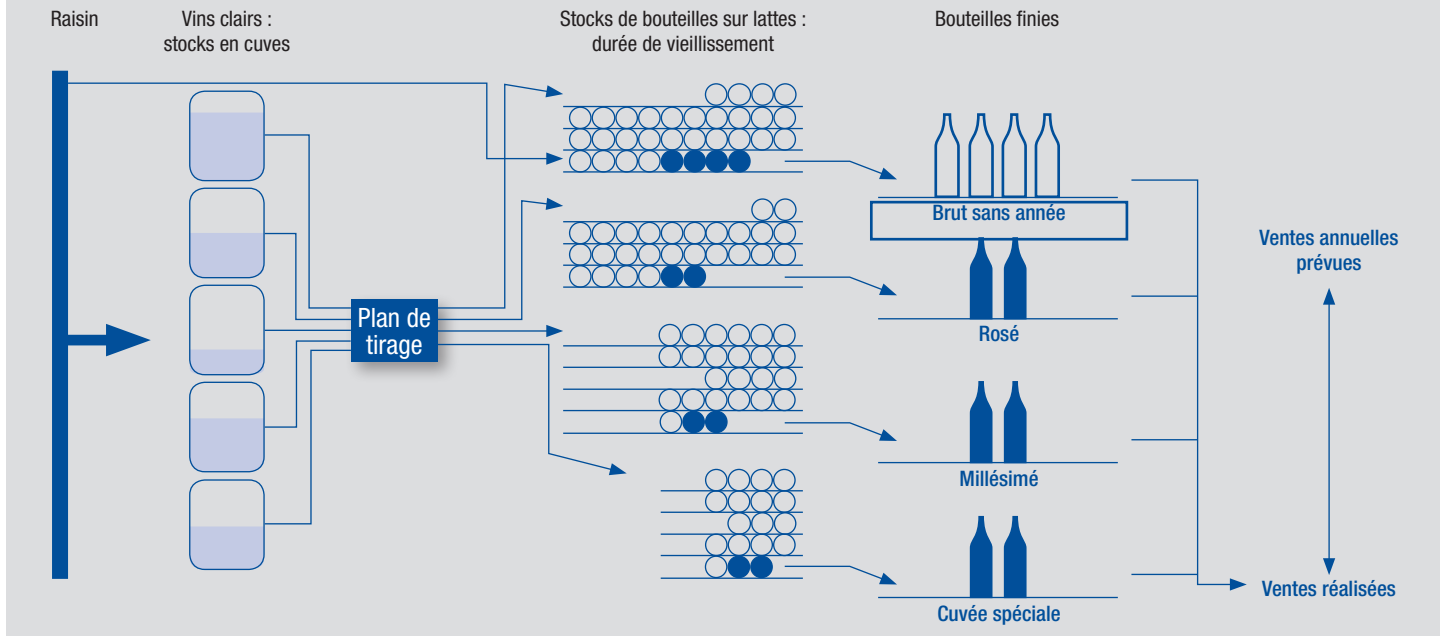 Raisin
Vins clairs :
stocks en cuves
Stocks de bouteilles sur lattes :
durée de vieillissement
Bouteilles finies
Plan de
tirage
Brut sans année
Rosé
Millésimé
Cuvée spéciale
Ventes annuelles
prévues
Ventes réalisées